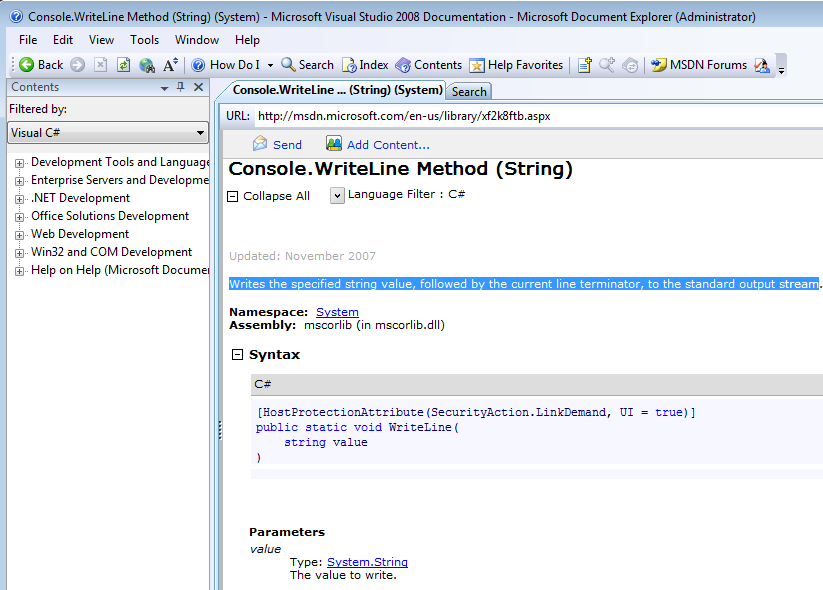 Console.WriteLine Method (String) (System) - Microsoft Visual Studio 2008 Documentation - Microsoft Document Explorer (Administrator)
File Edit View Tools Window Help
Back How Do I Search Index Contents Help Favorites MSDN Forums
Contents
Filtered by:
Visual C#
Development Tools and Language
Enterprise Servers and Developme
.NET Development
Office Solutions Development
Web Development
Win32 and COM Development
Help on Help (Microsoft Documen
Console.WriteLine ... (String) (System) Search
URL: http://msdn.microsoft.com/en-us/library/xf2k8ftb.aspx
Send Add Content...
Console.WriteLine Method (String)
Collapse All Language Filter : C#
Updated: November 2007
Writes the specified string value, followed by the current line terminator, to the standard output stream.
Namespace: System
Assembly: mscorlib (in mscorlib.dll)
Syntax
C#
[HostProtectionAttribute(SecurityAction.LinkDemand, UI = true)]
public static void WriteLine(
string value
)
Parameters
value
Type: System.String
The value to write.